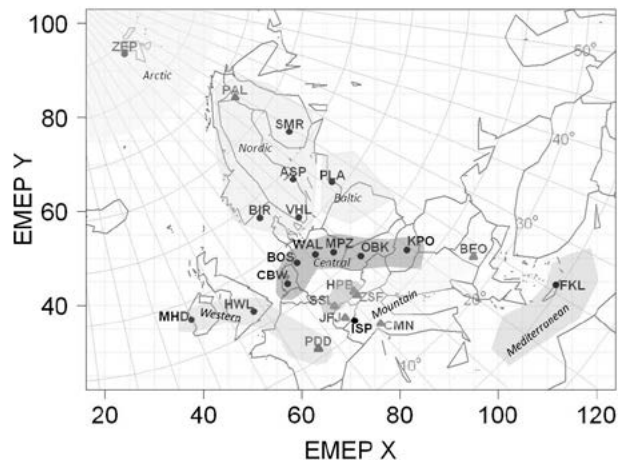 100
80
60
40
EMEP Y
ZEP
Arctic
50°
PAL
SMR
40°
Nordic
ASP
PLA
Baltic
BIR
VHL
30°
WAL
MPZ
OBK
KPO
BOS
Central
BEO
CBW
HPB
ZSF
20°
FKL
SSL
Mountain
HWL
JFJ
ISP
CMN
MHD
Western
Mediterranean
PDD
10°
20
40
60
80
100
120
EMEP X